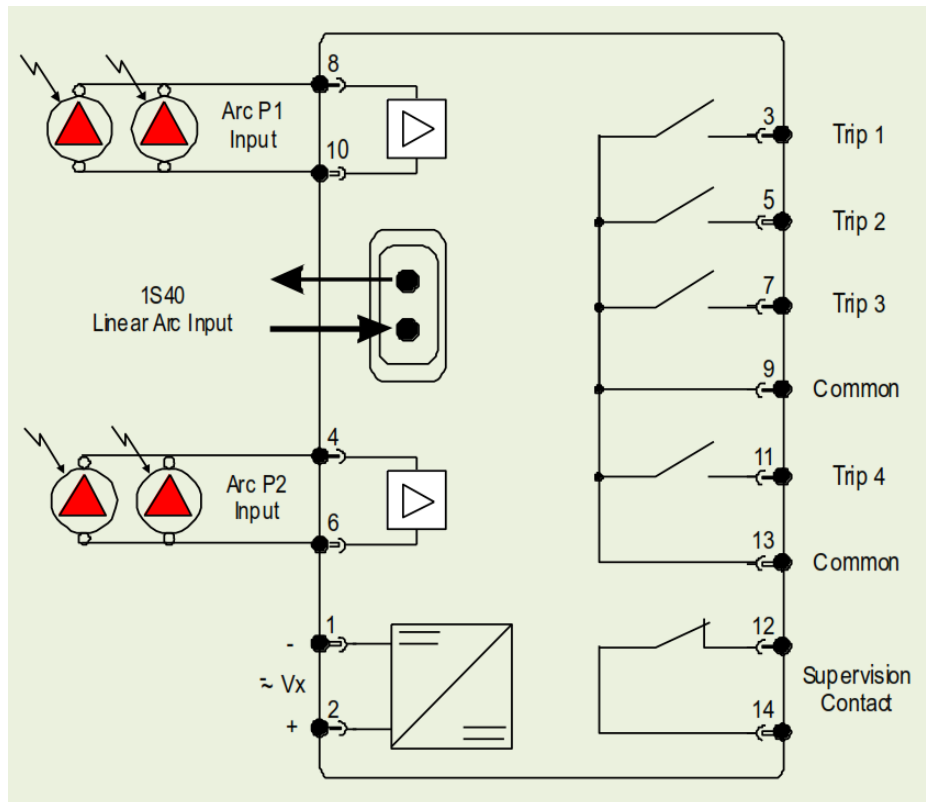 8
Arc P1
Input
10
1S40
Linear Arc Input
4
Arc P2
Input
6
1
-
~ Vx
2
+
3
Trip 1
5
Trip 2
7
Trip 3
9
Common
11
Trip 4
13
Common
12
Supervision
Contact
14